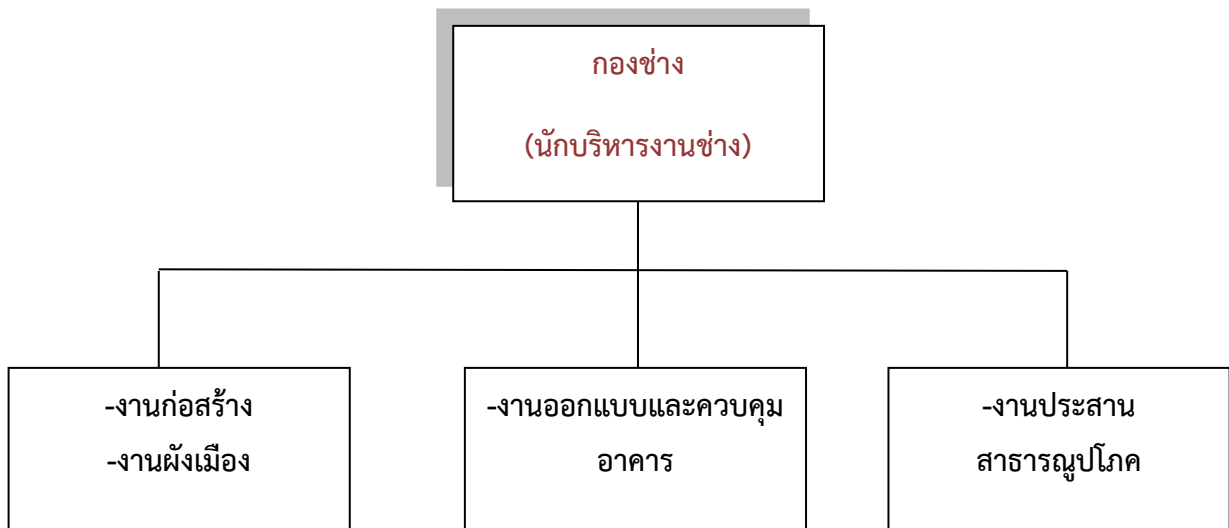 กองช่าง
(นักบริหารงานช่าง)
-งานก่อสร้าง
-งานผังเมือง
-งานออกแบบและควบคุม
อาคาร
-งานประสาน
สาธารณูปโภค